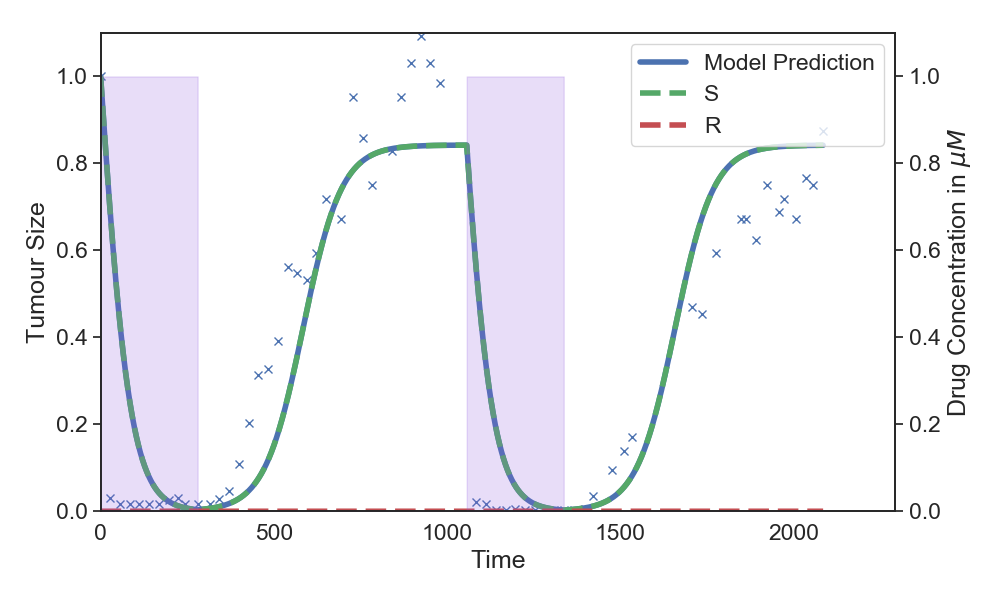 Model Prediction
S
R
Tumour Size
1.0
0.8
0.6
0.4
0.2
0.0
1.0
0.8
0.6
0.4
0.2
0.0
Drug Concentration in μM
0
500
1000
1500
2000
Time